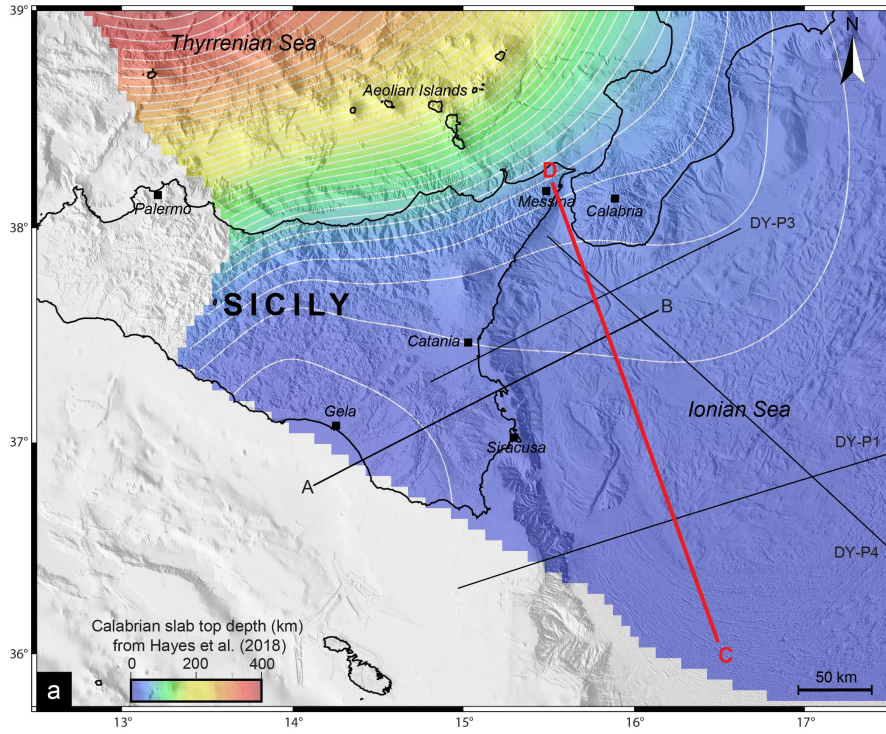 39°
Thyrrenian Sea
N
Aeolian Islands
D
Messina
Calabria
Palermo
38°
DY-P3
SICILY
B
Catania
Ionian Sea
Gela
37°
Siracusa
DY-P1
A
DY-P4
Calabrian slab top depth (km)
from Hayes et al. (2018)
0 200 400
36°
C
50 km
a
13° 14° 15° 16° 17°